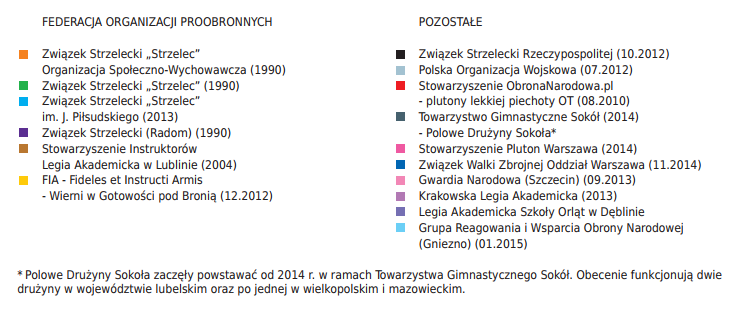 FEDERACJA ORGANIZACJI PROOBRONNYCH
Związek Strzelecki „Strzelec”
Organizacja Społeczno-Wychowawcza (1990)
Związek Strzelecki „Strzelec” (1990)
Związek Strzelecki „Strzelec”
im. J. Piłsudskiego (2013)
Związek Strzelecki (Radom) (1990)
Stowarzyszenie Instruktorów
Legia Akademicka w Lublinie (2004)
FIA - Fideles et Instructi Armis
- Wierni w Gotowości pod Bronią (12.2012)
POZOSTAŁE
Związek Strzelecki Rzeczypospolitej (10.2012)
Polska Organizacja Wojskowa (07.2012)
Stowarzyszenie ObronaNarodowa.pl
- plutony lekkiej piechoty OT (08.2010)
Towarzystwo Gimnastyczne Sokół (2014)
- Polowe Drużyny Sokoła*
Stowarzyszenie Pluton Warszawa (2014)
Związek Walki Zbrojnej Oddział Warszawa (11.2014)
Gwardia Narodowa (Szczecin) (09.2013)
Krakowska Legia Akademicka (2013)
Legia Akademicka Szkoły Orląt w Dęblinie
Grupa Reagowania i Wsparcia Obrony Narodowej
(Gniezno) (01.2015)
* Polowe Drużyny Sokoła zaczęły powstawać od 2014 r. w ramach Towarzystwa Gimnastycznego Sokół. Obecenie funkcjonują dwie
drużyny w województwie lubelskim oraz po jednej w wielkopolskim i mazowieckim.